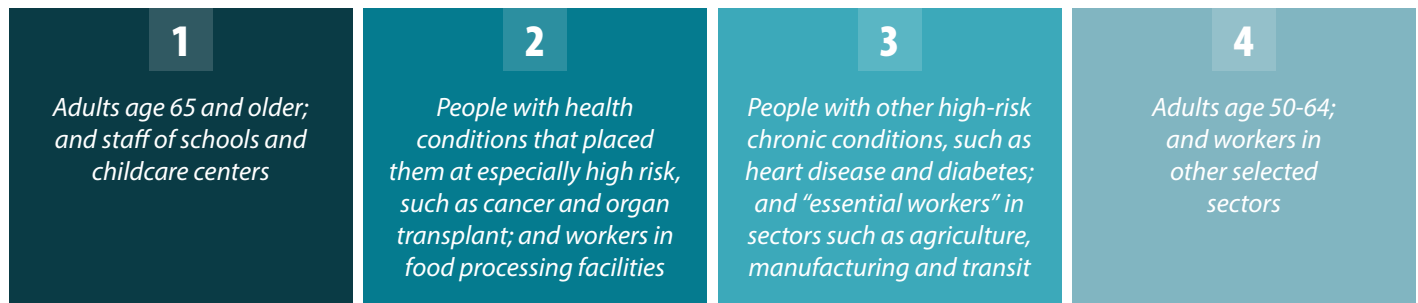 1
Adults age 65 and older;
and staff of schools and
childcare centers
2
People with health
conditions that placed
them at especially high risk,
such as cancer and organ
transplant; and workers in
food processing facilities
3
People with other high-risk
chronic conditions, such as
heart disease and diabetes;
and “essential workers” in
sectors such as agriculture,
manufacturing and transit
4
Adults age 50-64;
and workers in
other selected
sectors